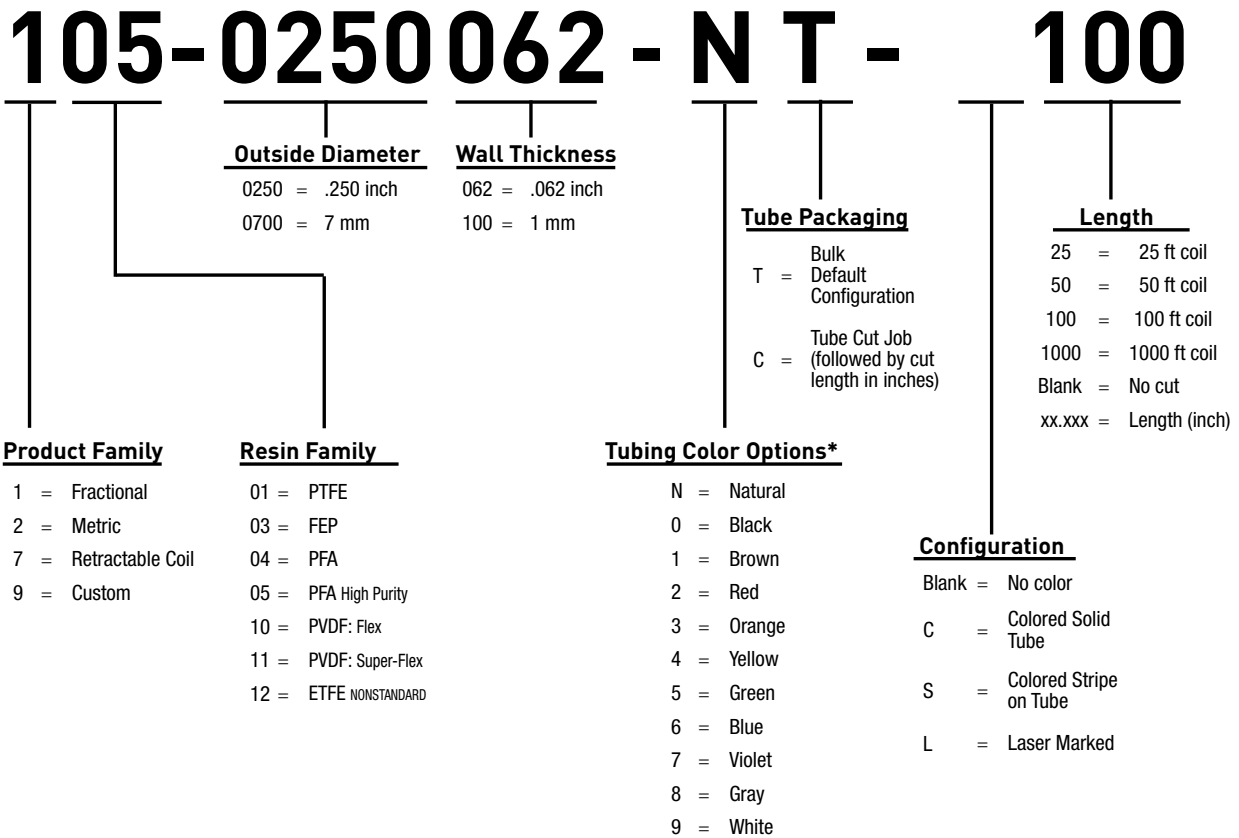 105-0250062-NT- 100
Outside Diameter
0250 = .250 inch
0700 = 7 mm
Wall Thickness
062 = .062 inch
100 = 1 mm
Tube Packaging
T = Bulk
Default
Configuration
C = Tube Cut Job
(followed by cut
length in inches)
Length
25 = 25 ft coil
50 = 50 ft coil
100 = 100 ft coil
1000 = 1000 ft coil
Blank = No cut
xx.xxx = Length (inch)
Product Family
1 = Fractional
2 = Metric
7 = Retractable Coil
9 = Custom
Resin Family
01 = PTFE
03 = FEP
04 = PFA
05 = PFA High Purity
10 = PVDF: Flex
11 = PVDF: Super-Flex
12 = ETFE NONSTANDARD
Tubing Color Options*
N = Natural
0 = Black
1 = Brown
2 = Red
3 = Orange
4 = Yellow
5 = Green
6 = Blue
7 = Violet
8 = Gray
9 = White
Configuration
Blank = No color
C = Colored Solid
Tube
S = Colored Stripe
on Tube
L = Laser Marked